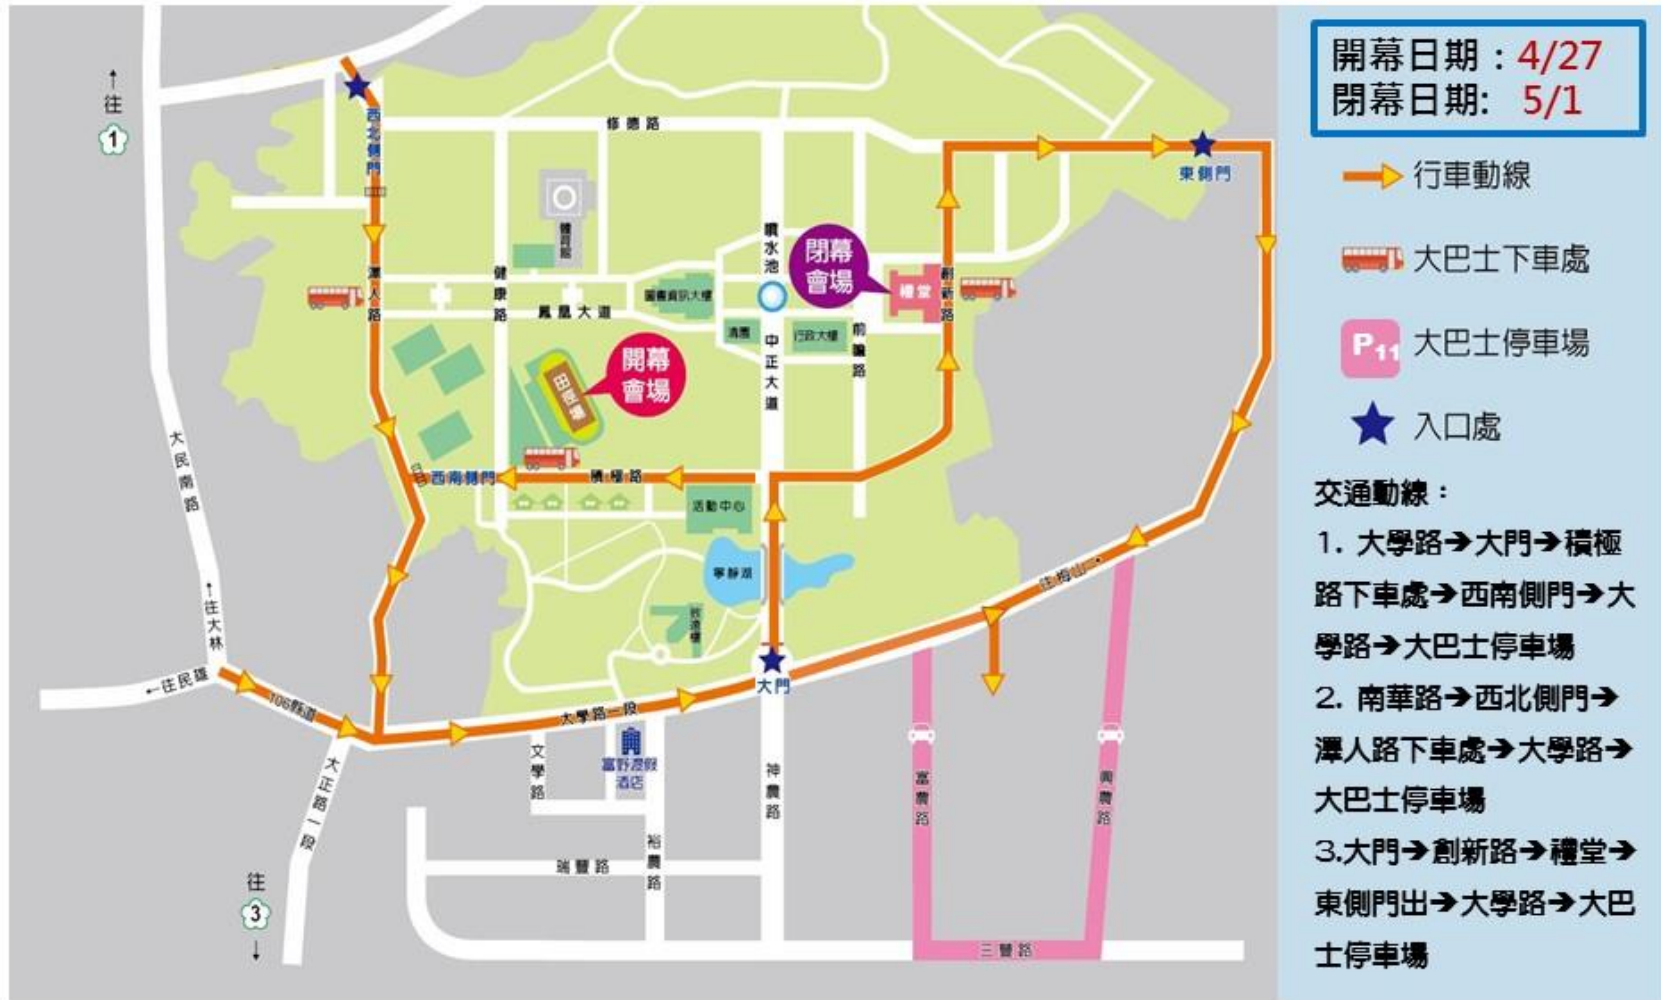 開幕日期：4/27
閉幕日期: 5/1
行車動線
大巴士下車處
P11
大巴士停車場
入口處
交通動線：
1. 大學路→大門→積極
路下車處→西南側門→大
學路→大巴士停車場
2. 南華路→西北側門→
澤人路下車處→大學路→
大巴士停車場
3.大門→創新路→禮堂→
東側門出→大學路→大巴
士停車場
↑
往
1
西北側門
修德路
東側門
體育館
噴水池
閉幕
會場
澤人路
健康路
圖書資訊大樓
禮堂
創新路
鳳凰大道
行政大樓
前瞻路
中正大道
開幕
會場
田徑場
大民南路
西南側門
積極路
活動中心
寧靜湖
致遠樓
往梅山
←往大林
←往民雄
106縣道
大門
大學路一段
大正路一段
文學路
富野渡假
酒店
神農路
富農路
興農路
裕農路
瑞豐路
往
3
↓
三豐路